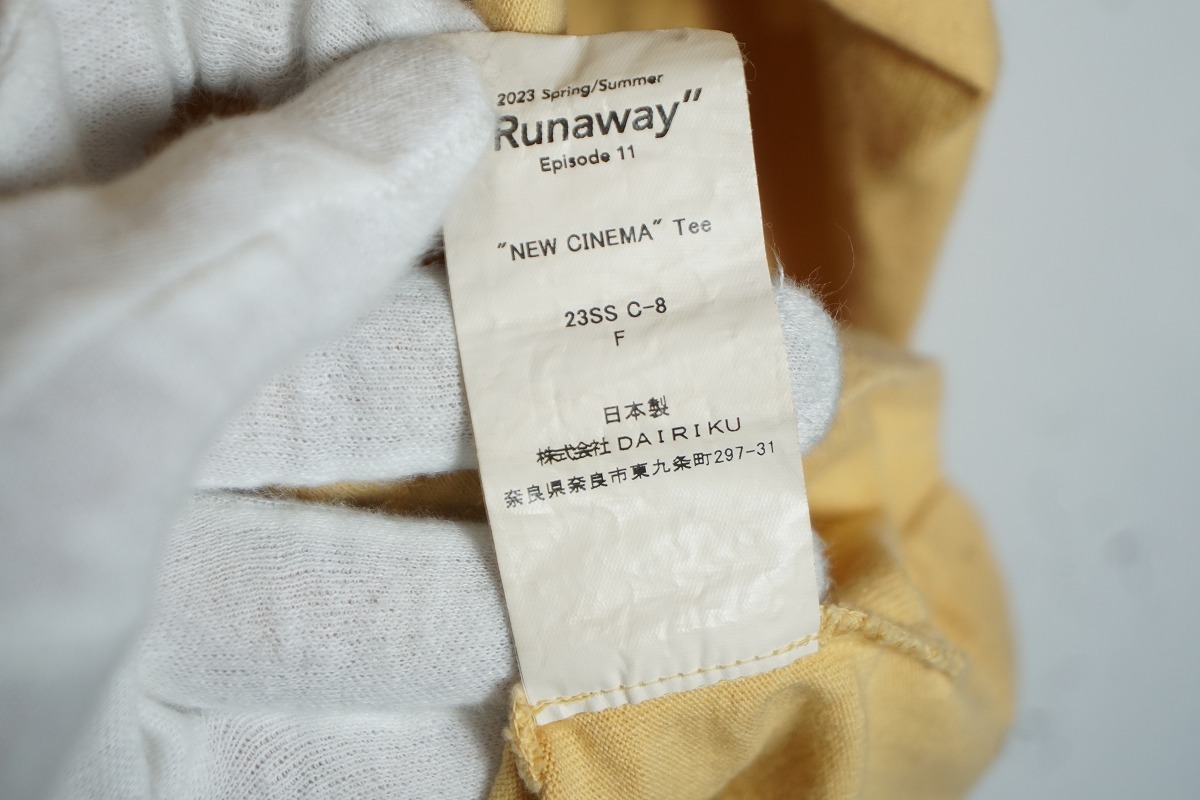 2023 Spring/Summer
Runaway"
Episode 11
"NEW CINEMA" Tee
23SS C-8
F
日本製
株式会社 DAIRIKU
奈良県奈良市東九条町297-31